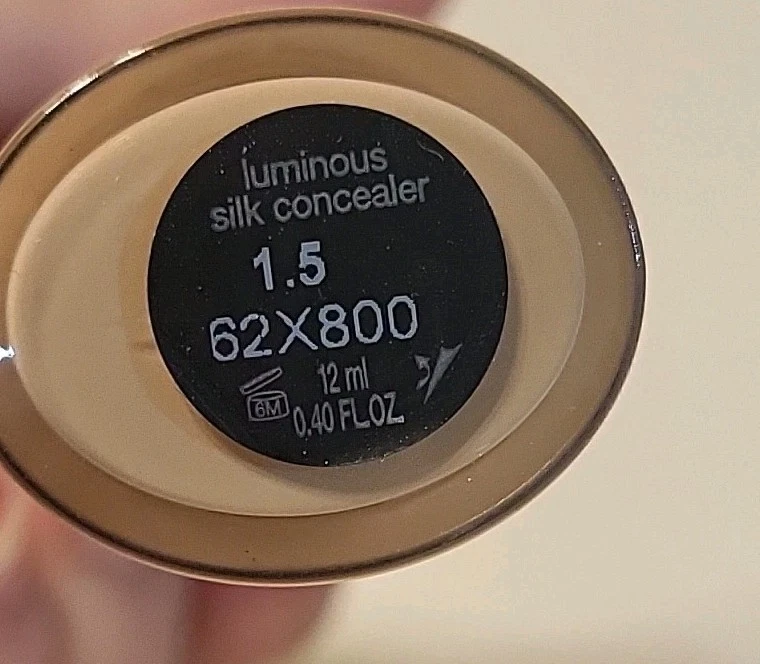 luminous
silk concealer
1.5
62X800
12 ml
6M
0.40 FL OZ